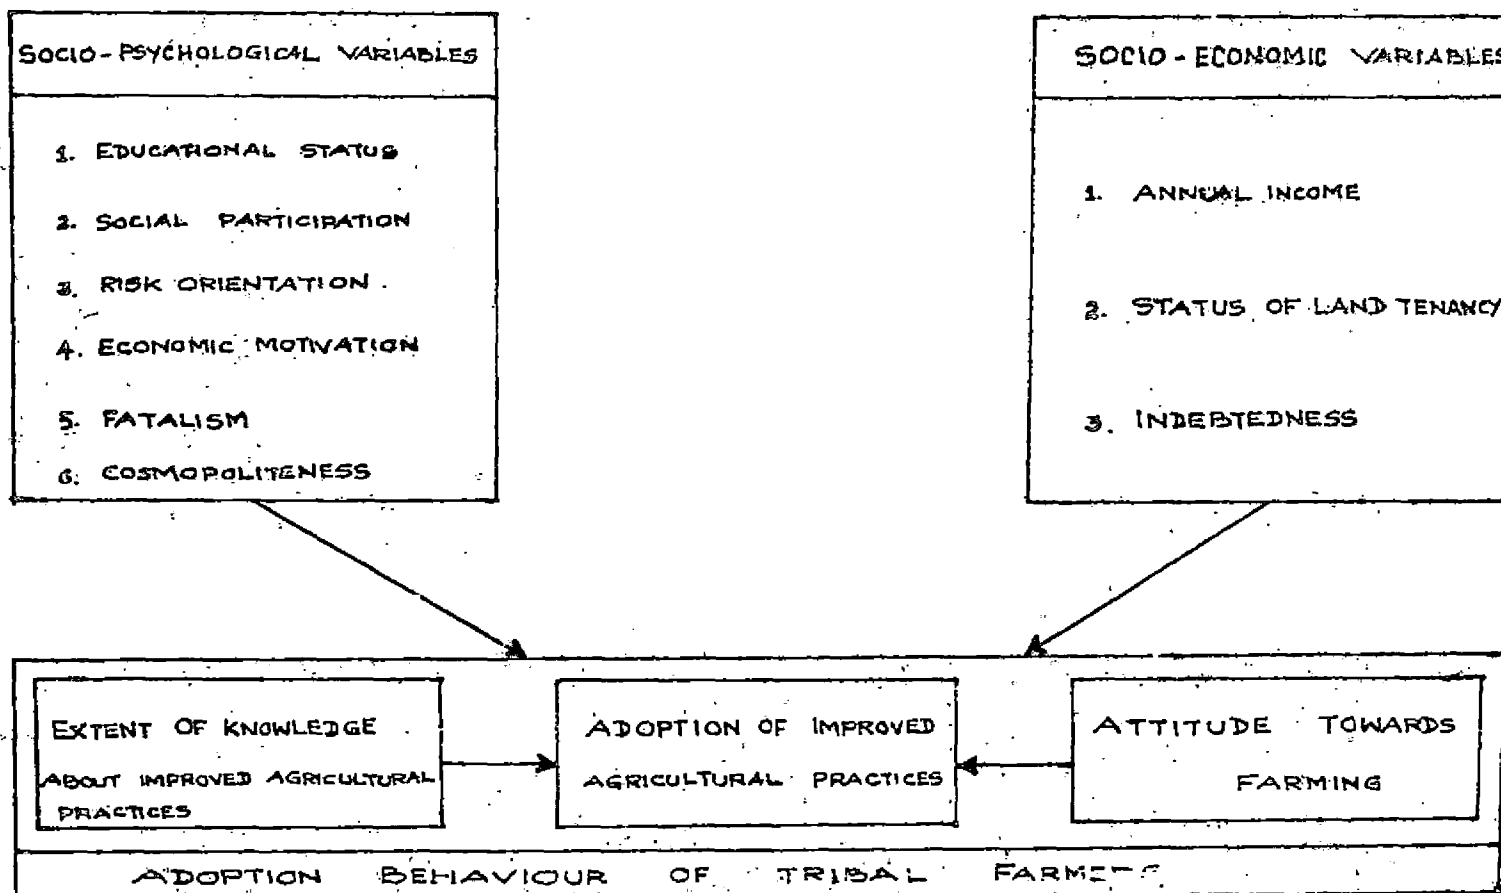 SOCIO-PSYCHOLOGICAL VARIABLES
1. EDUCATIONAL STATUS
2. SOCIAL PARTICIPATION
3. RISK ORIENTATION.
4. ECONOMIC MOTIVATION
5. FATALISM
6. COSMOPOLITENESS
SOCIO-ECONOMIC VARIABLES
1. ANNUAL INCOME
2. STATUS OF LAND TENANCY
3. INDEBTEDNESS
EXTENT OF KNOWLEDGE
ABOUT IMPROVED AGRICULTURAL
PRACTICES
ADOPTION OF IMPROVED
AGRICULTURAL PRACTICES
ATTITUDE TOWARDS
FARMING
ADOPTION BEHAVIOUR OF TRIBAL